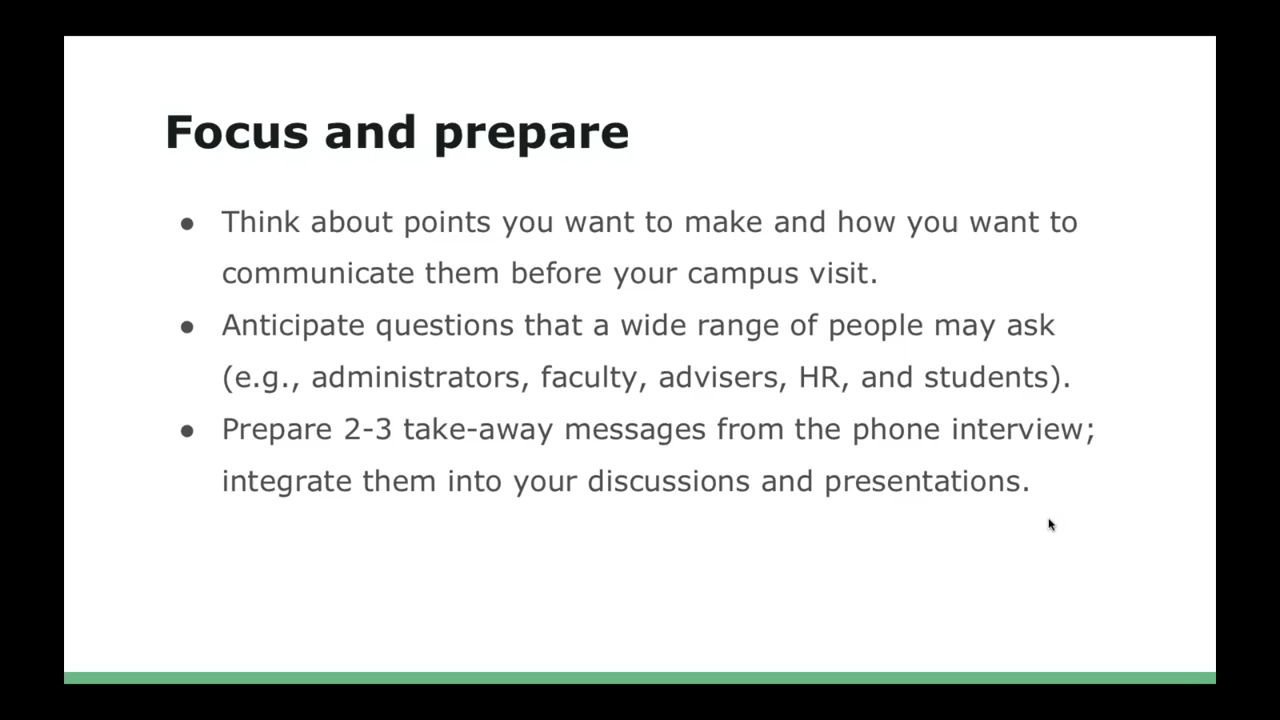 Focus and prepare
● Think about points you want to make and how you want to
communicate them before your campus visit.
● Anticipate questions that a wide range of people may ask
(e.g., administrators, faculty, advisers, HR, and students).
● Prepare 2-3 take-away messages from the phone interview;
integrate them into your discussions and presentations.